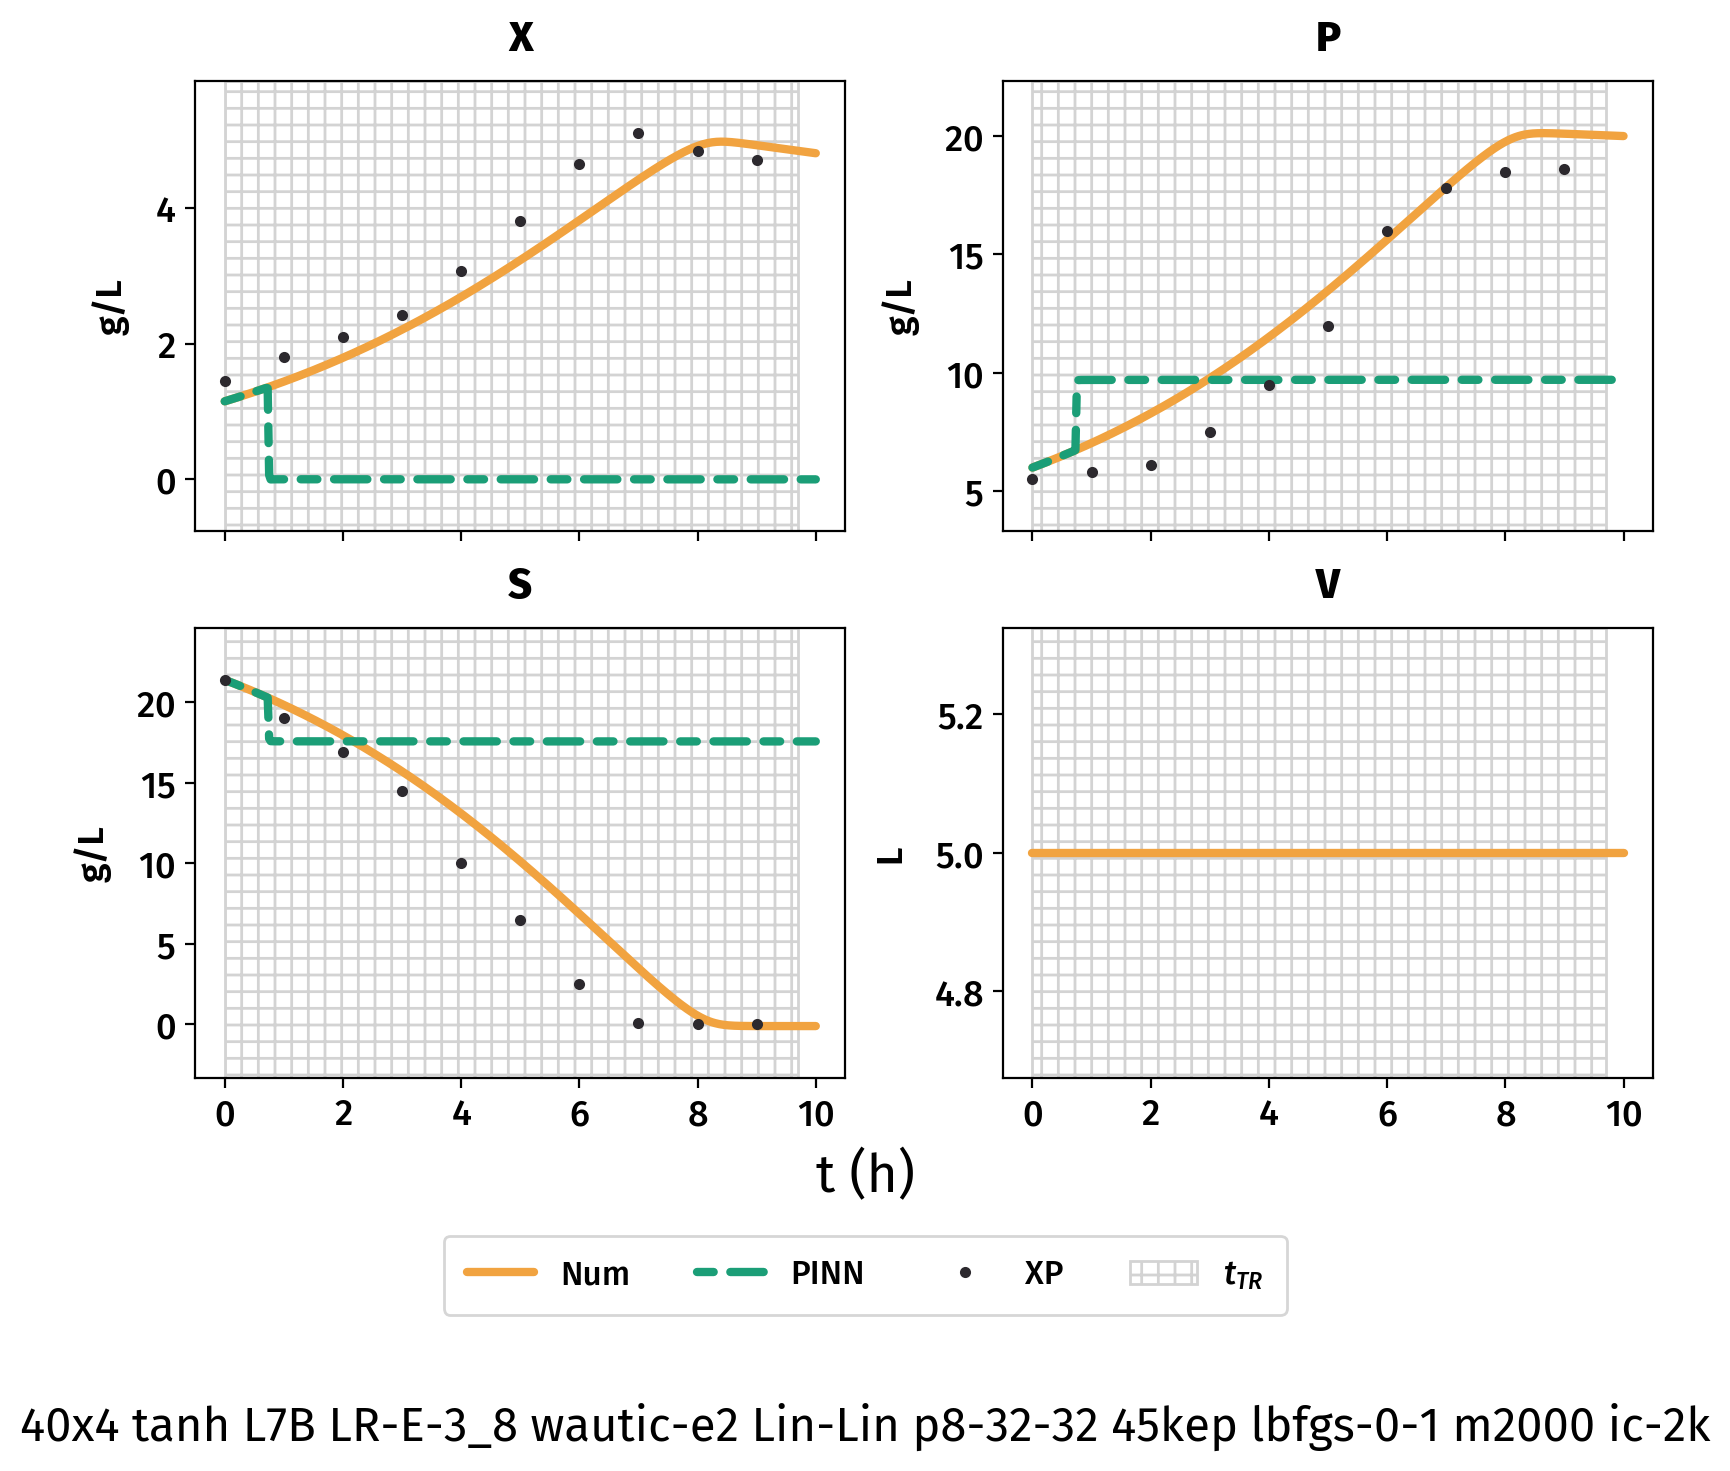 X
P
4
2
0
g/L
20
15
10
5
g/L
S
V
20
15
10
5
0
g/L
5.2
5.0
4.8
L
0 2 4 6 8 10
0 2 4 6 8 10
t (h)
Num PINN XP tTR
40x4 tanh L7B LR-E-3_8 wautic-e2 Lin-Lin p8-32-32 45kep lbfgs-0-1 m2000 ic-2k